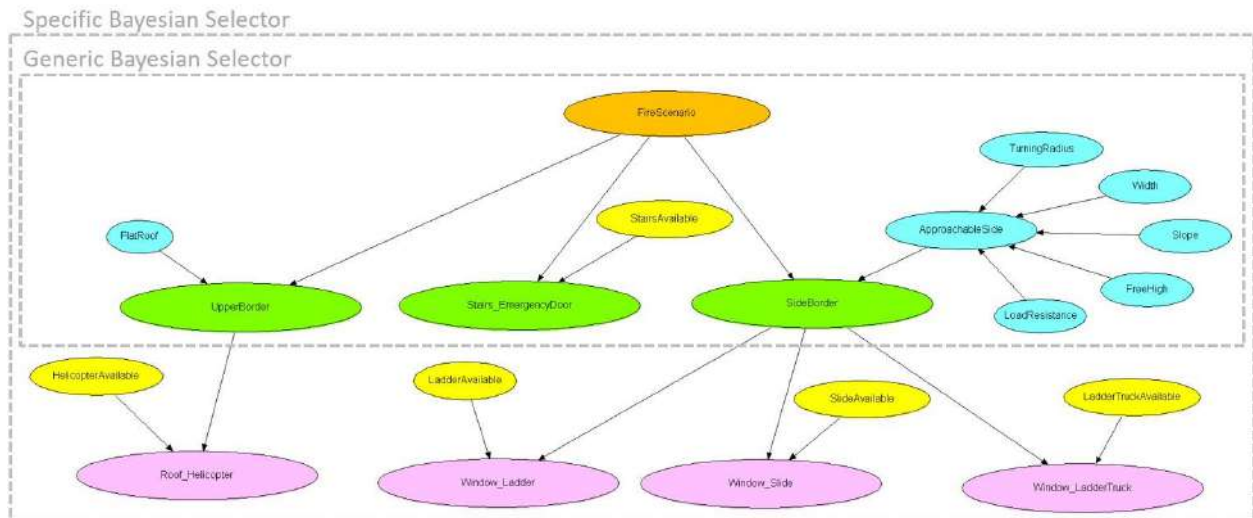 Specific Bayesian Selector
Generic Bayesian Selector
FireScenario
TurningRadius
Width
StairsAvailable
FlatRoof
ApproachableSide
Slope
FreeHigh
UpperBorder
Stairs_EmergencyDoor
SideBorder
LoadResistance
HelicopterAvailable
LadderAvailable
SlideAvailable
LadderTruckAvailable
Roof_Helicopter
Window_Ladder
Window_Slide
Window_LadderTruck